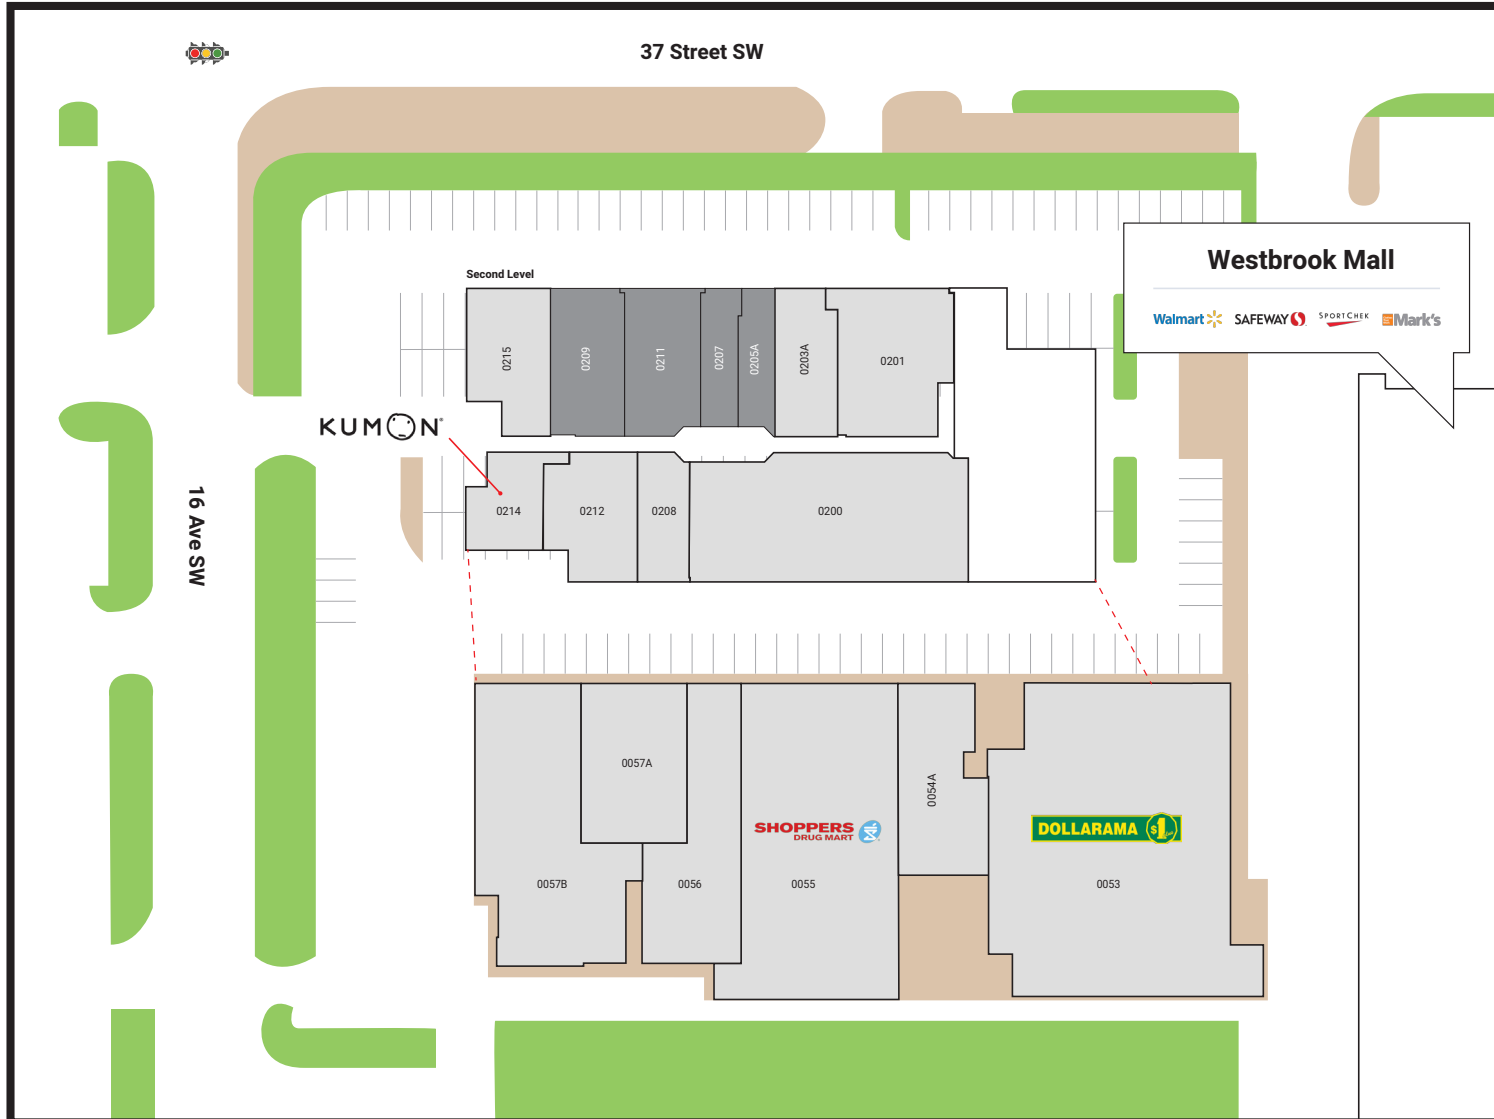 37 Street SW
Westbrook Mall
Walmart SAFEWAY SPORTCHEK Mark's
Second Level
0215
0209
0211
0207
0205A
0203A
0201
KUMON
16 Ave SW
0214
0212
0208
0200
0057A
0054A
SHOPPERS
DRUG MART
DOLLARAMA $1
0057B
0056
0055
0053